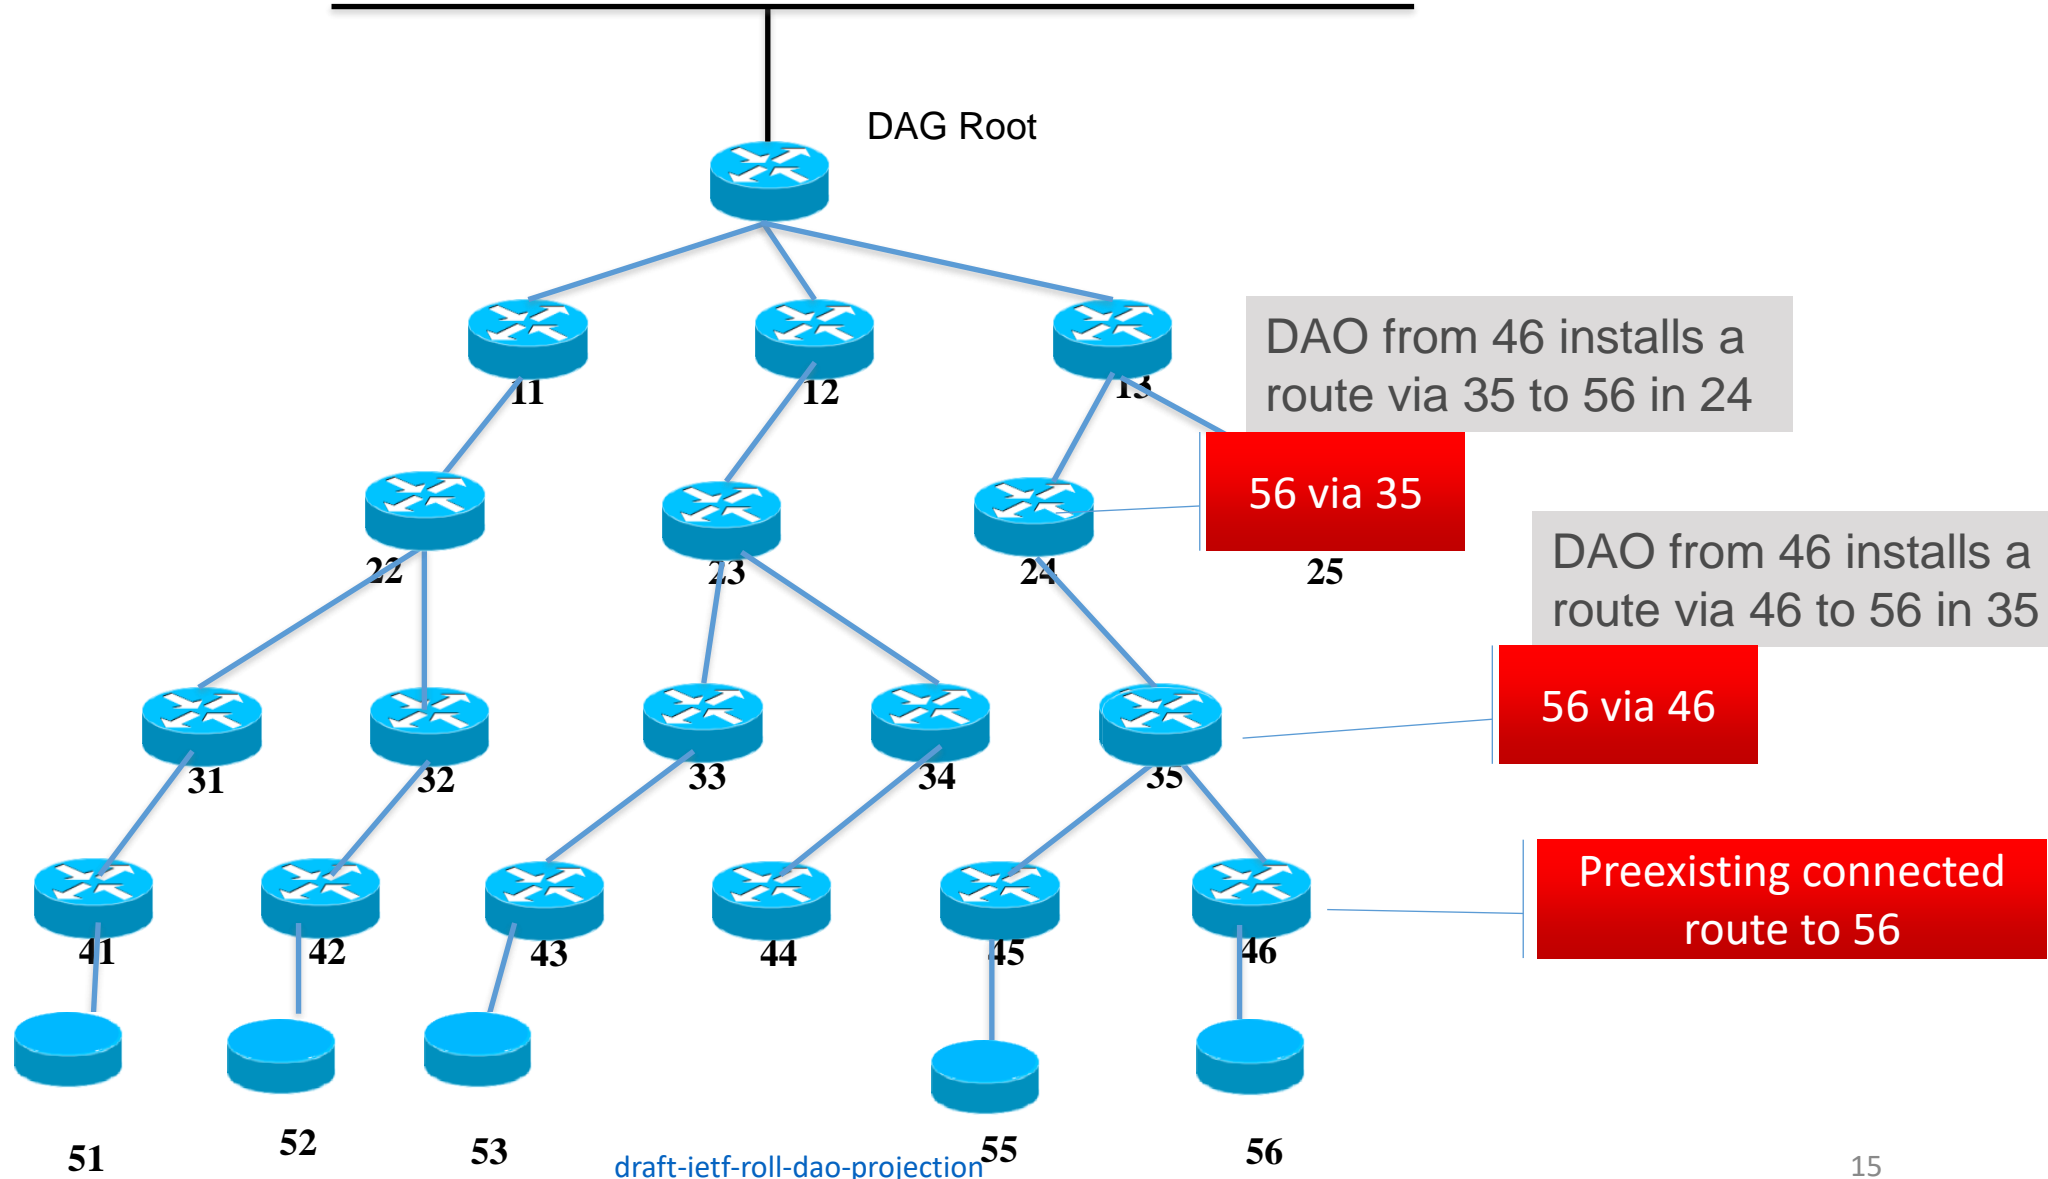 DAG Root
DAO from 46 installs a
route via 35 to 56 in 24
11
12
13
56 via 35
DAO from 46 installs a
route via 46 to 56 in 35
22
23
24
25
56 via 46
31
32
33
34
35
Preexisting connected
route to 56
41
42
43
44
45
46
51
52
53
55
56
draft-ietf-roll-dao-projection
15